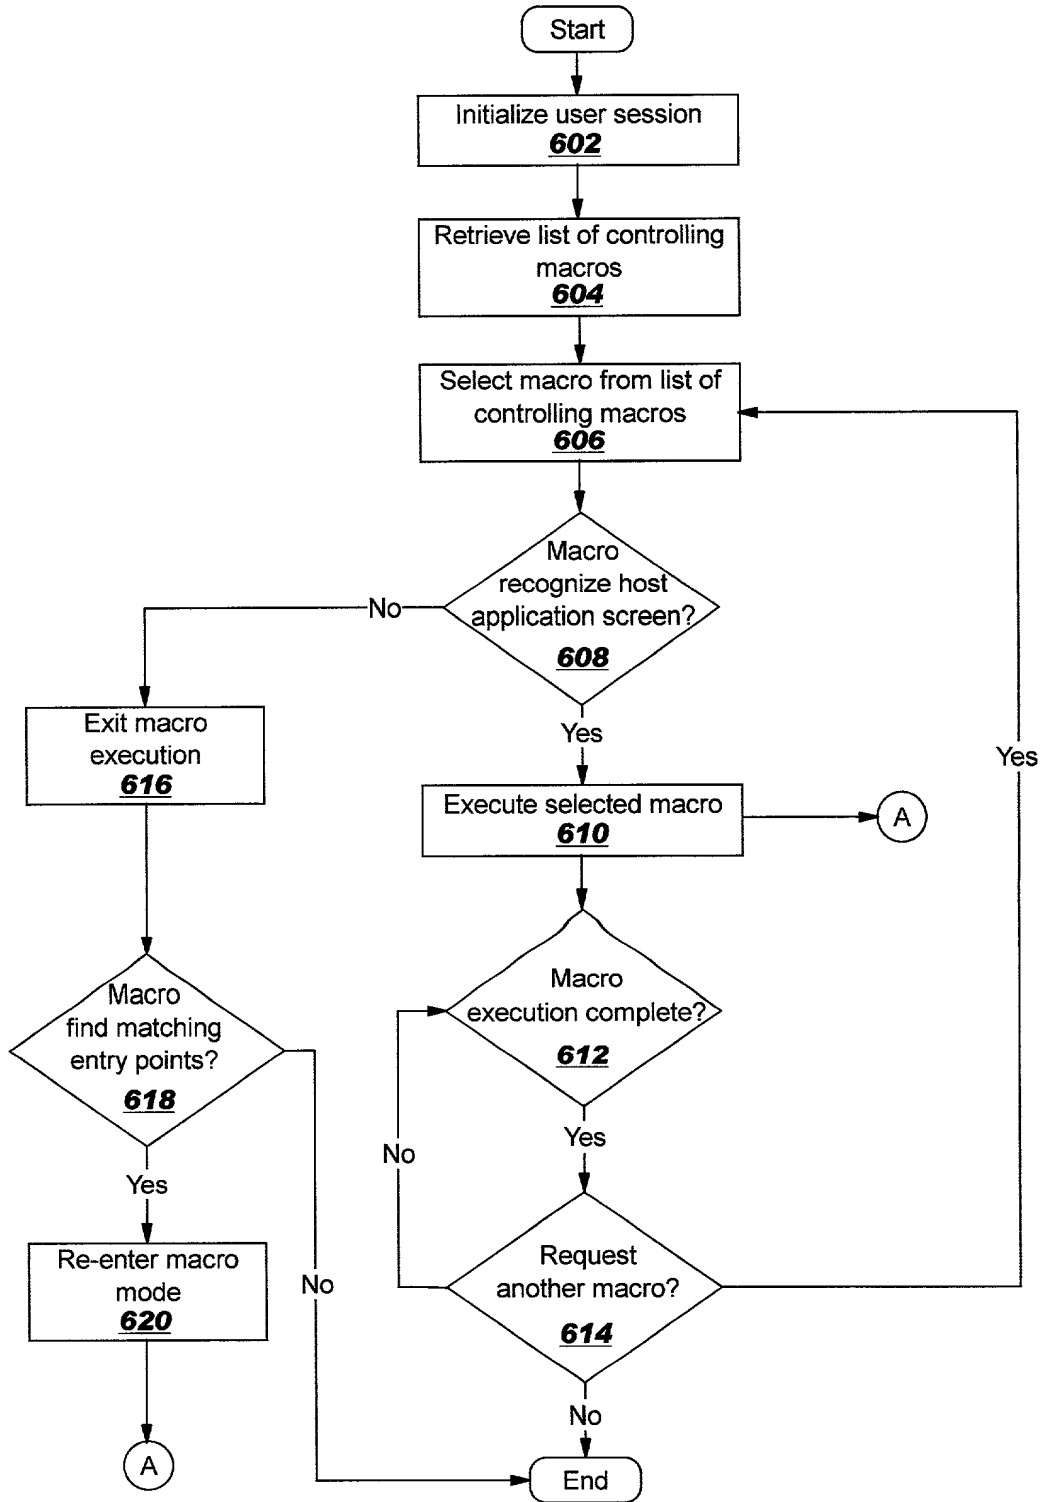 Start
Initialize user session
602
Retrieve list of controlling
macros
604
Select macro from list of
controlling macros
606
Macro
recognize host
application screen?
608
No
Yes
Exit macro
execution
616
Execute selected macro
610
A
Yes
Macro
find matching
entry points?
618
Macro
execution complete?
612
No
Yes
Yes
Re-enter macro
mode
620
No
Request
another macro?
614
No
A
End